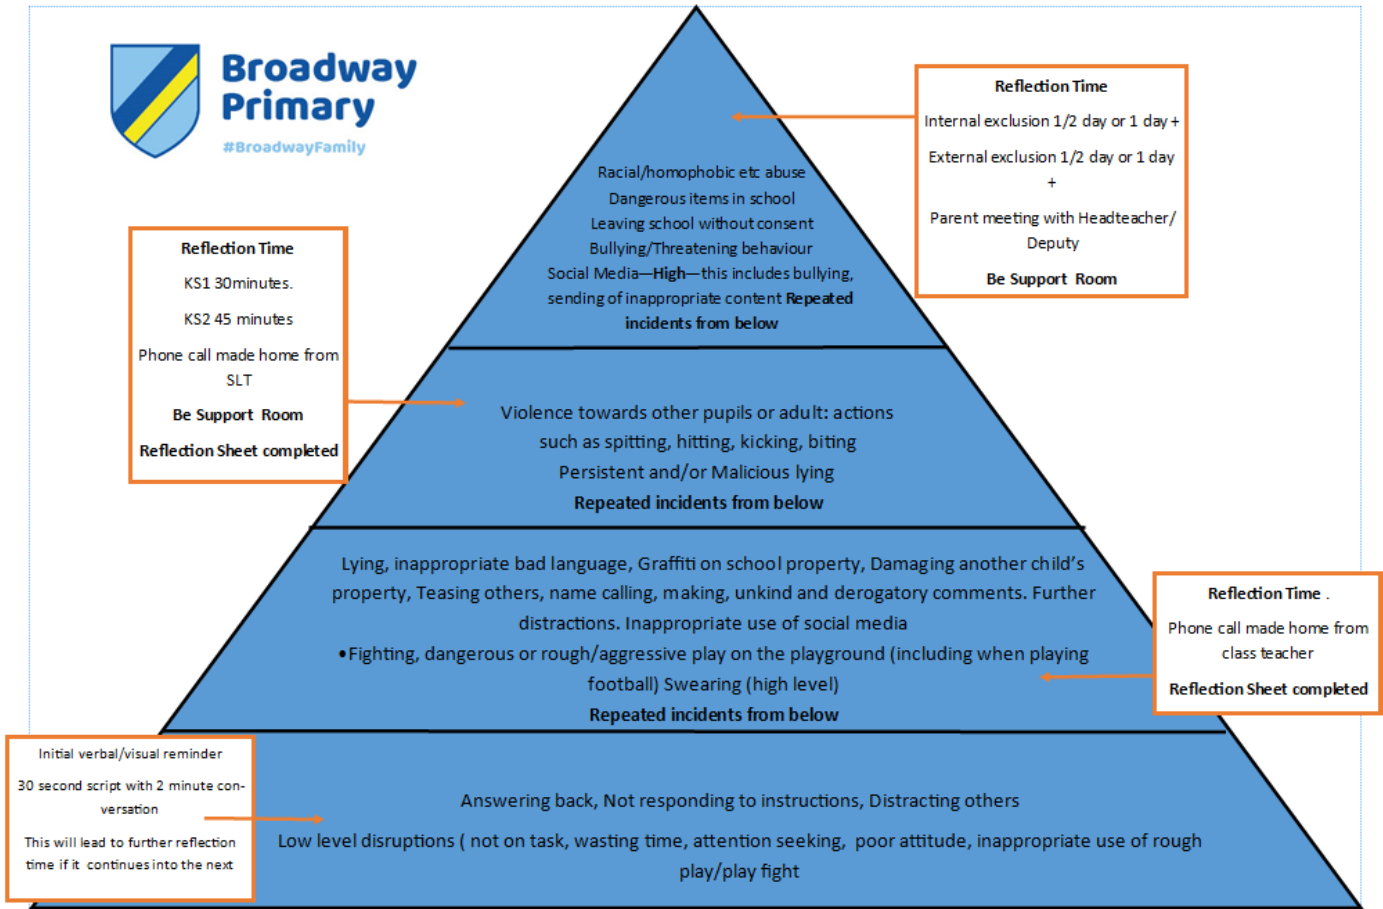 Broadway
Primary
#BroadwayFamily
Reflection Time
Internal exclusion 1/2 day or 1 day +
External exclusion 1/2 day or 1 day
+
Parent meeting with Headteacher/
Deputy
Be Support Room
Racial/homophobic etc abuse
Dangerous items in school
Leaving school without consent
Bullying/Threatening behaviour
Social Media—High—this includes bullying,
sending of inappropriate content Repeated
incidents from below
Reflection Time
KS1 30minutes.
KS2 45 minutes
Phone call made home from
SLT
Be Support Room
Reflection Sheet completed
Violence towards other pupils or adult: actions
such as spitting, hitting, kicking, biting
Persistent and/or Malicious lying
Repeated incidents from below
Lying, inappropriate bad language, Graffiti on school property, Damaging another child's
property, Teasing others, name calling, making, unkind and derogatory comments. Further
distractions. Inappropriate use of social media
•Fighting, dangerous or rough/aggressive play on the playground (including when playing
football) Swearing (high level)
Repeated incidents from below
Reflection Time .
Phone call made home from
class teacher
Reflection Sheet completed
Initial verbal/visual reminder
30 second script with 2 minute con-
versation
This will lead to further reflection
time if it continues into the next
Answering back, Not responding to instructions, Distracting others
Low level disruptions ( not on task, wasting time, attention seeking, poor attitude, inappropriate use of rough
play/play fight